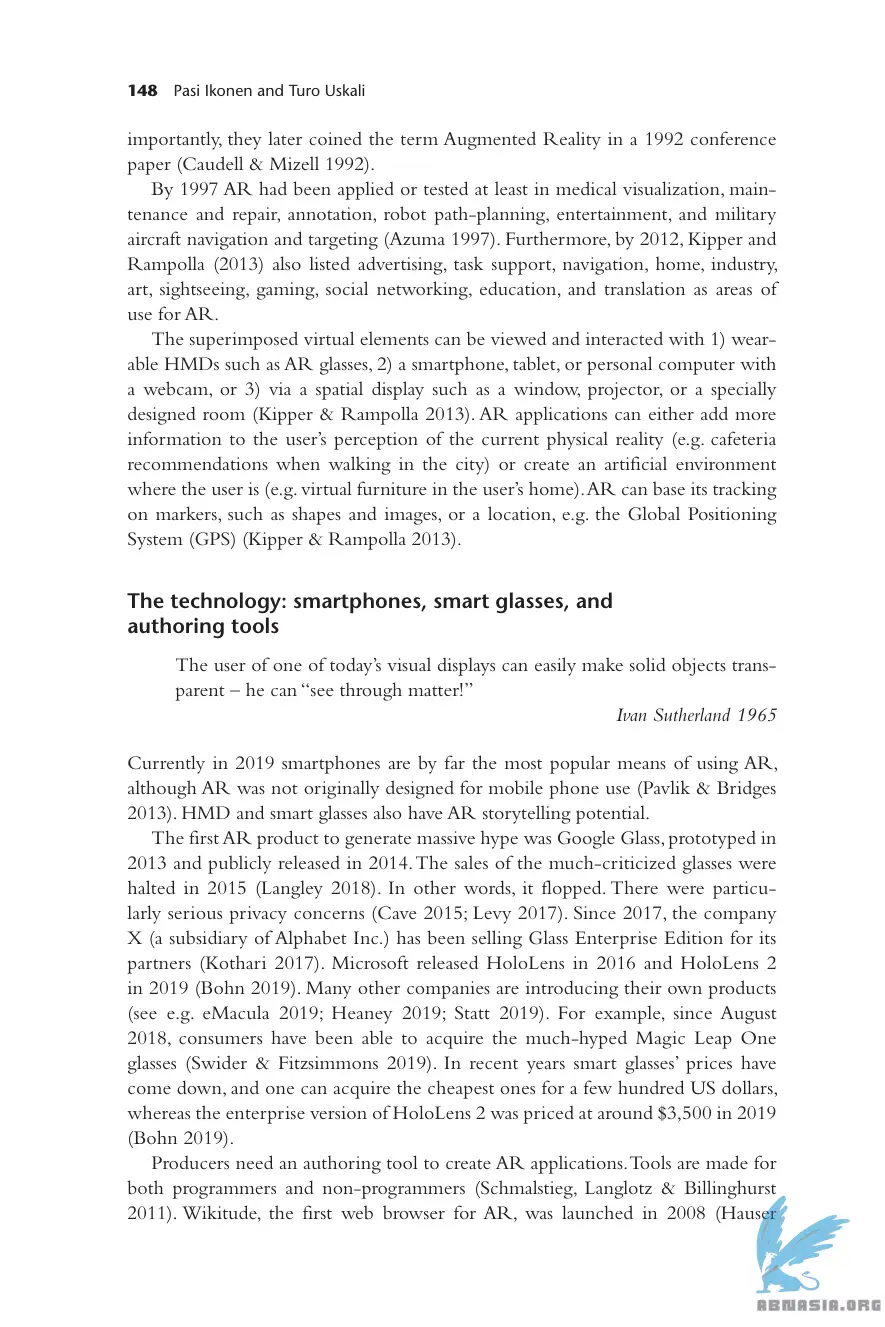 148 Pasi Ikonen and Turo Uskali
importantly, they later coined the term Augmented Reality in a 1992 conference
paper (Caudell & Mizell 1992).
By 1997 AR had been applied or tested at least in medical visualization, main-
tenance and repair, annotation, robot path-planning, entertainment, and military
aircraft navigation and targeting (Azuma 1997). Furthermore, by 2012, Kipper and
Rampolla (2013) also listed advertising, task support, navigation, home, industry,
art, sightseeing, gaming, social networking, education, and translation as areas of
use for AR.
The superimposed virtual elements can be viewed and interacted with 1) wear-
able HMDs such as AR glasses, 2) a smartphone, tablet, or personal computer with
a webcam, or 3) via a spatial display such as a window, projector, or a specially
designed room (Kipper & Rampolla 2013). AR applications can either add more
information to the user’s perception of the current physical reality (e.g. cafeteria
recommendations when walking in the city) or create an artificial environment
where the user is (e.g. virtual furniture in the user’s home). AR can base its tracking
on markers, such as shapes and images, or a location, e.g. the Global Positioning
System (GPS) (Kipper & Rampolla 2013).
The technology: smartphones, smart glasses, and
authoring tools
The user of one of today’s visual displays can easily make solid objects trans-
parent – he can “see through matter!”
Ivan Sutherland 1965
Currently in 2019 smartphones are by far the most popular means of using AR,
although AR was not originally designed for mobile phone use (Pavlik & Bridges
2013). HMD and smart glasses also have AR storytelling potential.
The first AR product to generate massive hype was Google Glass, prototyped in
2013 and publicly released in 2014. The sales of the much-criticized glasses were
halted in 2015 (Langley 2018). In other words, it flopped. There were particu-
larly serious privacy concerns (Cave 2015; Levy 2017). Since 2017, the company
X (a subsidiary of Alphabet Inc.) has been selling Glass Enterprise Edition for its
partners (Kothari 2017). Microsoft released HoloLens in 2016 and HoloLens 2
in 2019 (Bohn 2019). Many other companies are introducing their own products
(see e.g. eMacula 2019; Heaney 2019; Statt 2019). For example, since August
2018, consumers have been able to acquire the much-hyped Magic Leap One
glasses (Swider & Fitzsimmons 2019). In recent years smart glasses’ prices have
come down, and one can acquire the cheapest ones for a few hundred US dollars,
whereas the enterprise version of HoloLens 2 was priced at around $3,500 in 2019
(Bohn 2019).
Producers need an authoring tool to create AR applications. Tools are made for
both programmers and non-programmers (Schmalstieg, Langlotz & Billinghurst
2011). Wikitude, the first web browser for AR, was launched in 2008 (Hauser
ABNASIA.ORG